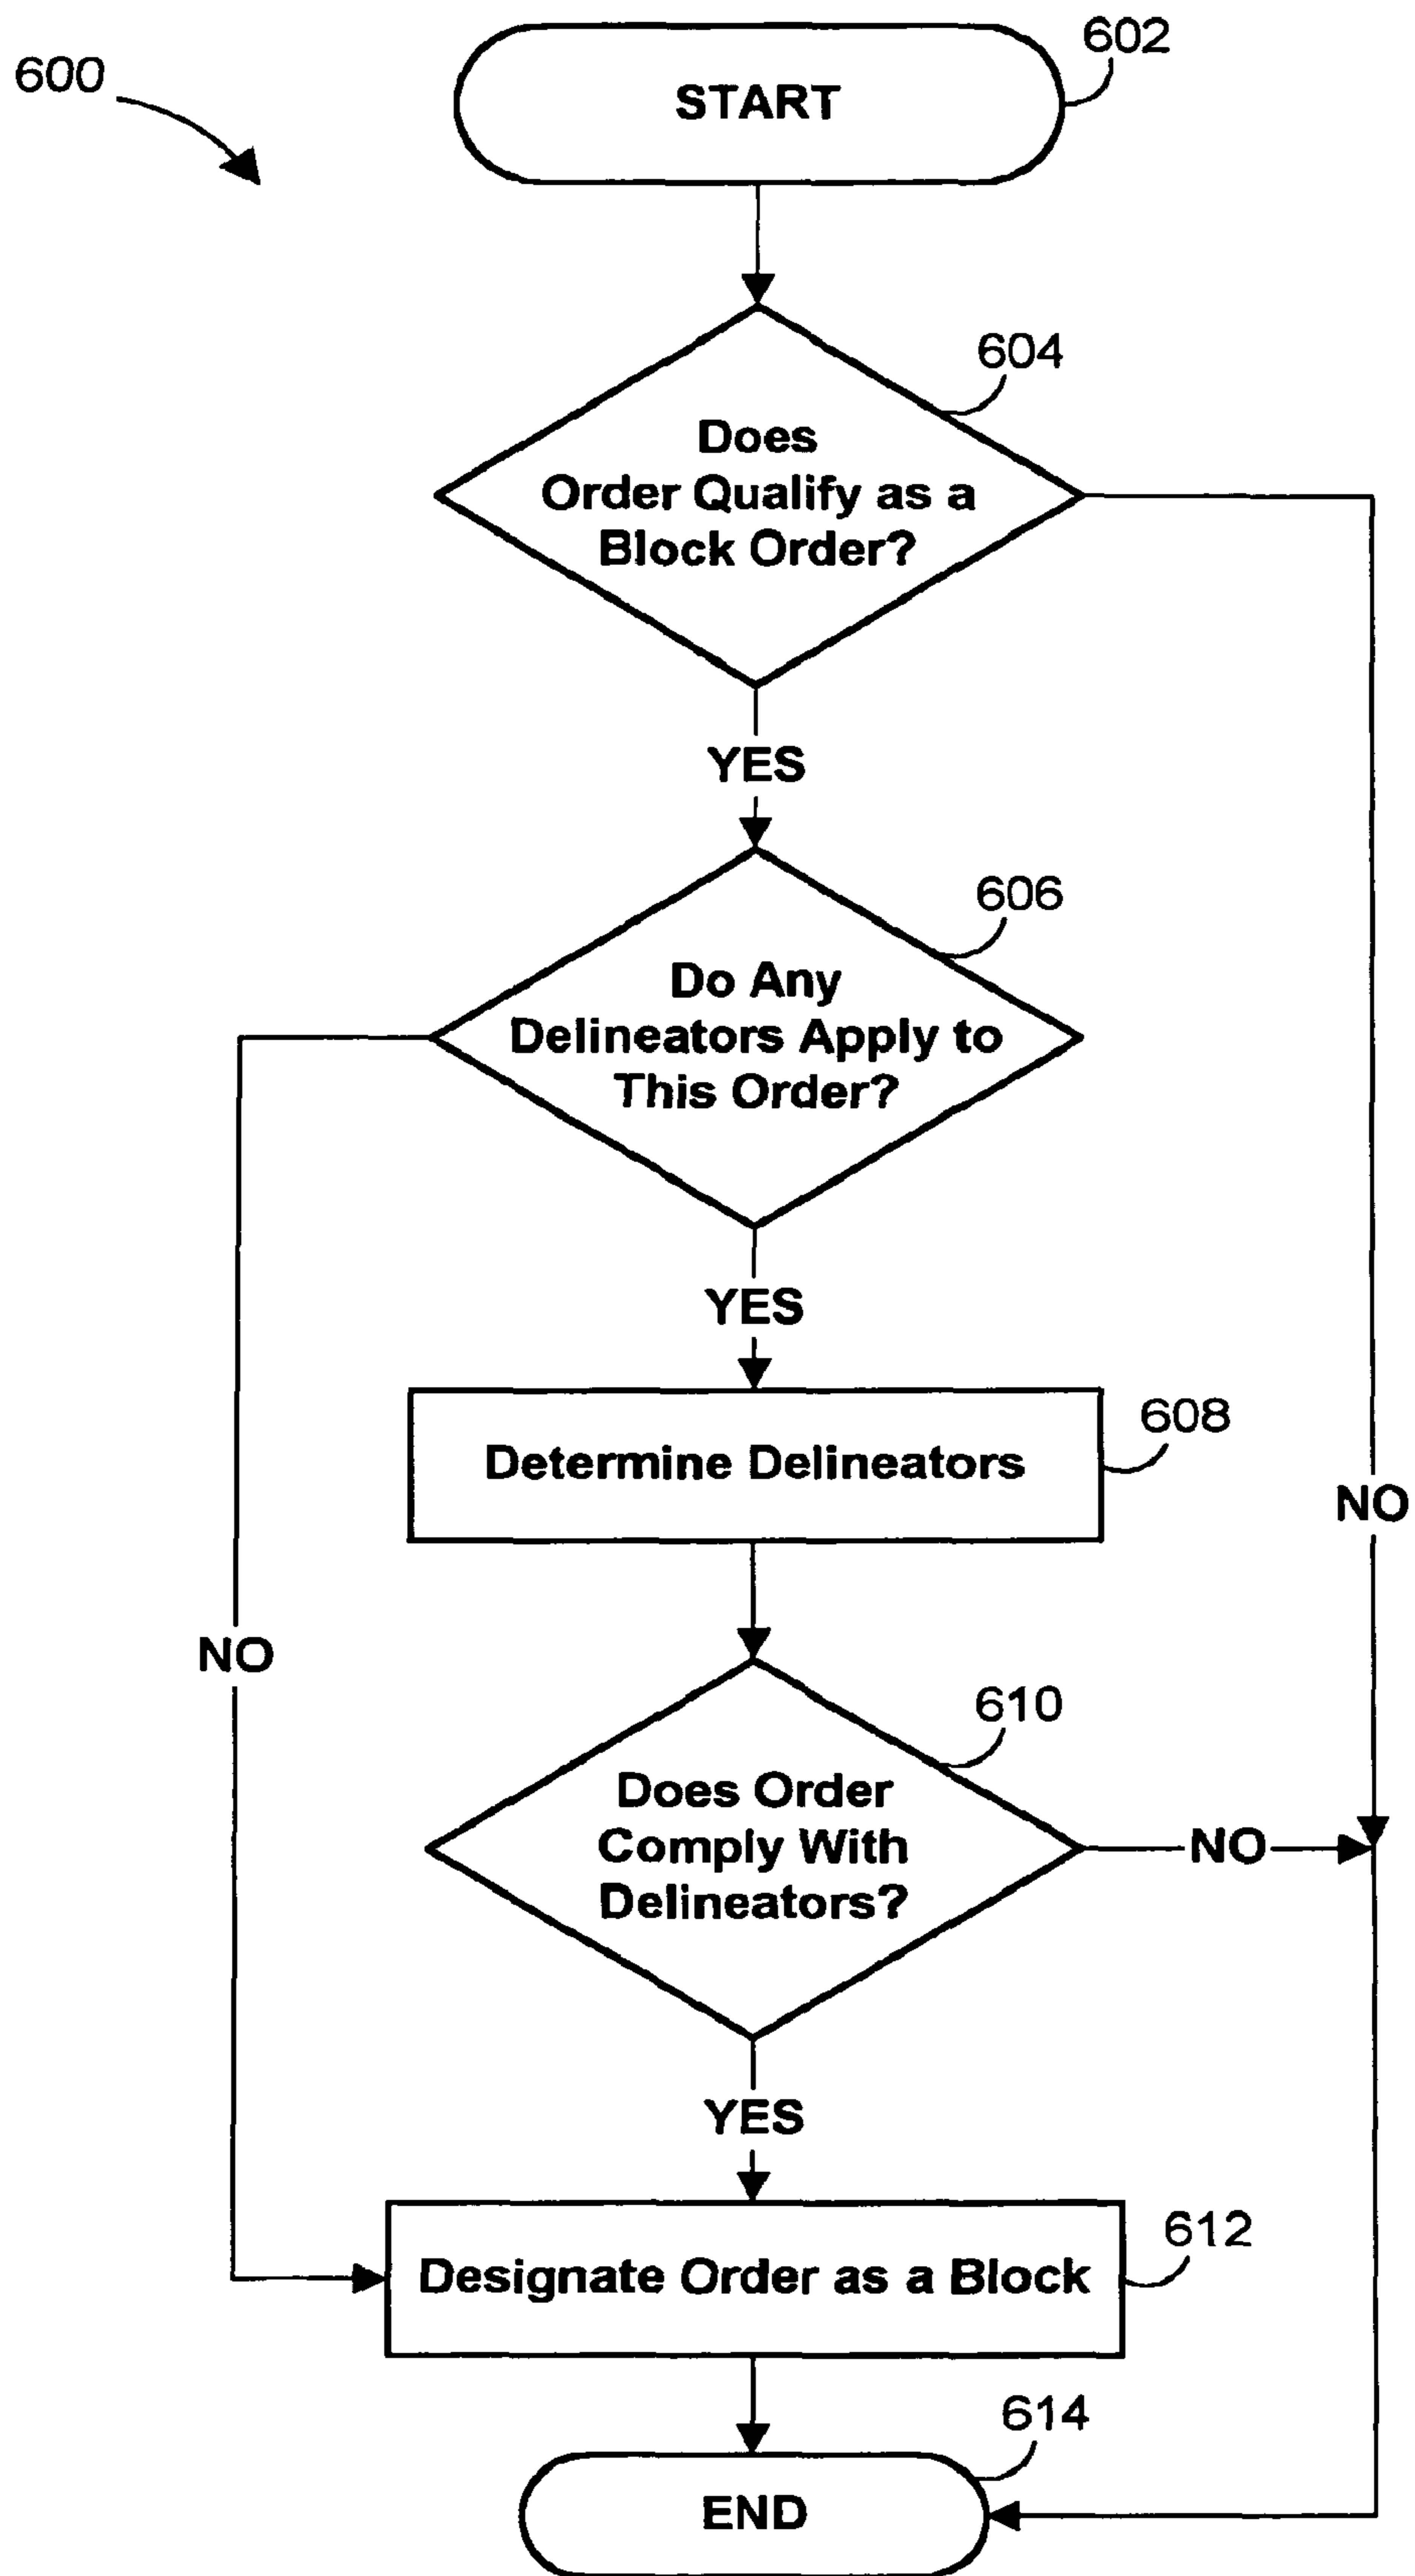 600
602
START
604
Does
Order Qualify as a
Block Order?
YES
606
Do Any
Delineators Apply to
This Order?
YES
608
Determine Delineators
NO
NO
610
Does Order
Comply With
Delineators?
NO
YES
612
Designate Order as a Block
614
END